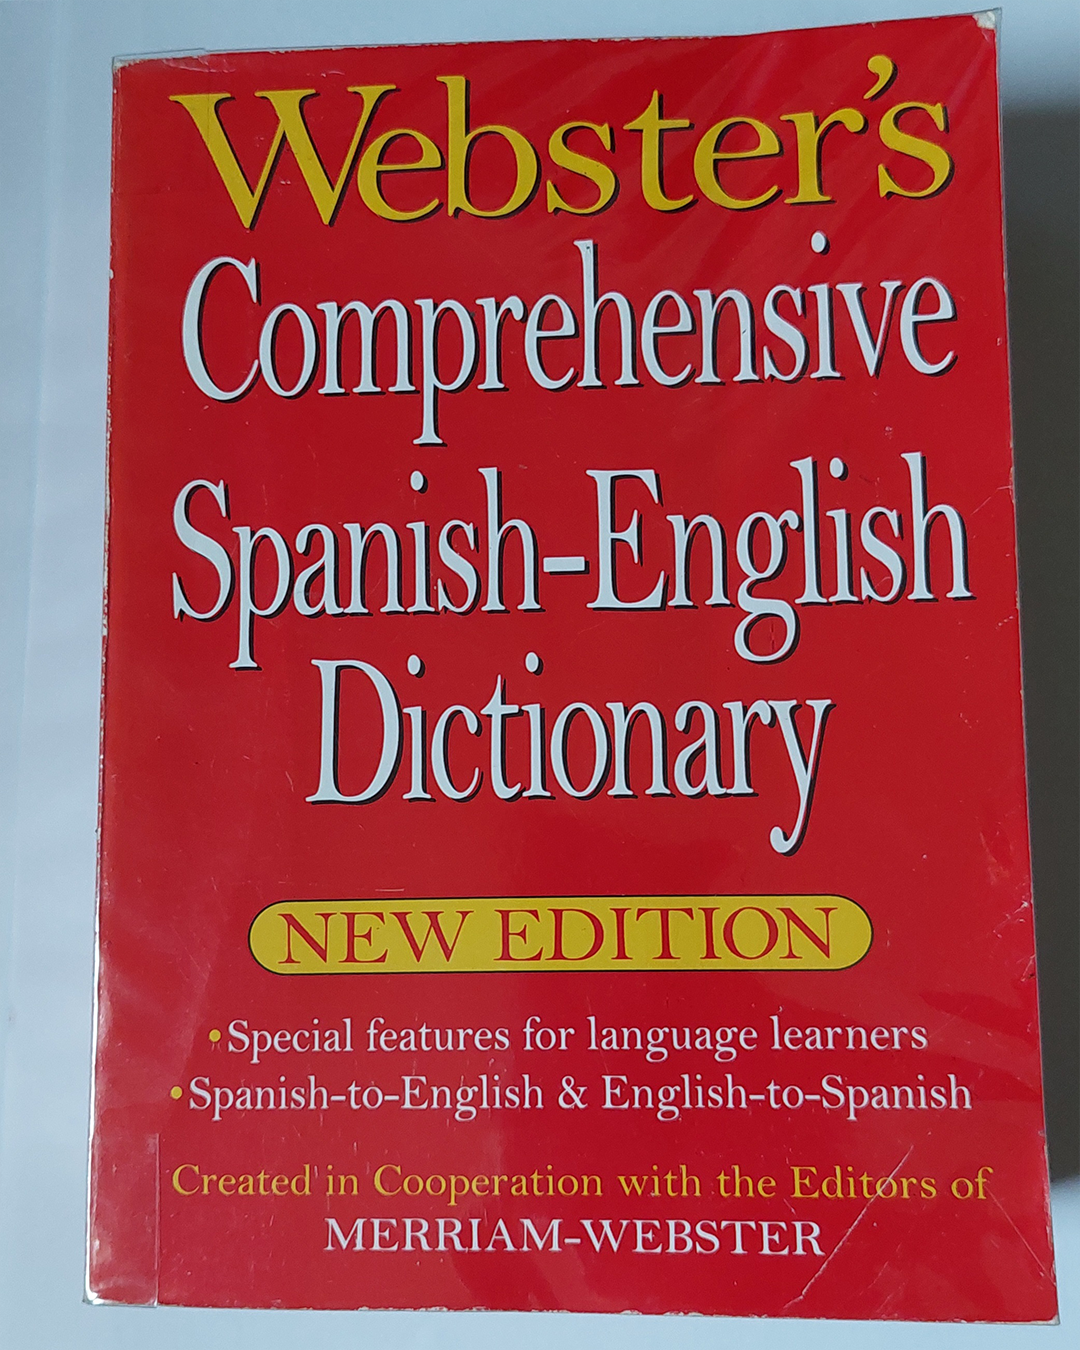 Webster's
Comprehensive
Spanish-English
Dictionary
NEW EDITION
•Special features for language learners
•Spanish-to-English & English-to-Spanish
Created in Cooperation with the Editors of
MERRIAM-WEBSTER